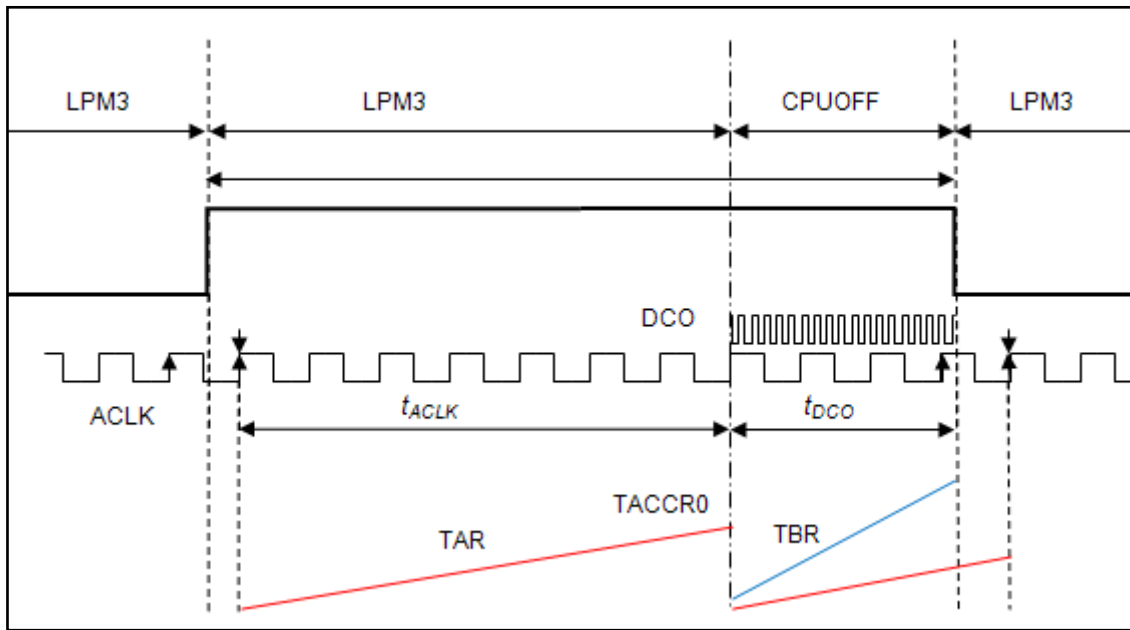 LPM3 LPM3 CPUOFF LPM3
DCO
ACLK
tACLK tDCO
TACCR0
TAR TBR